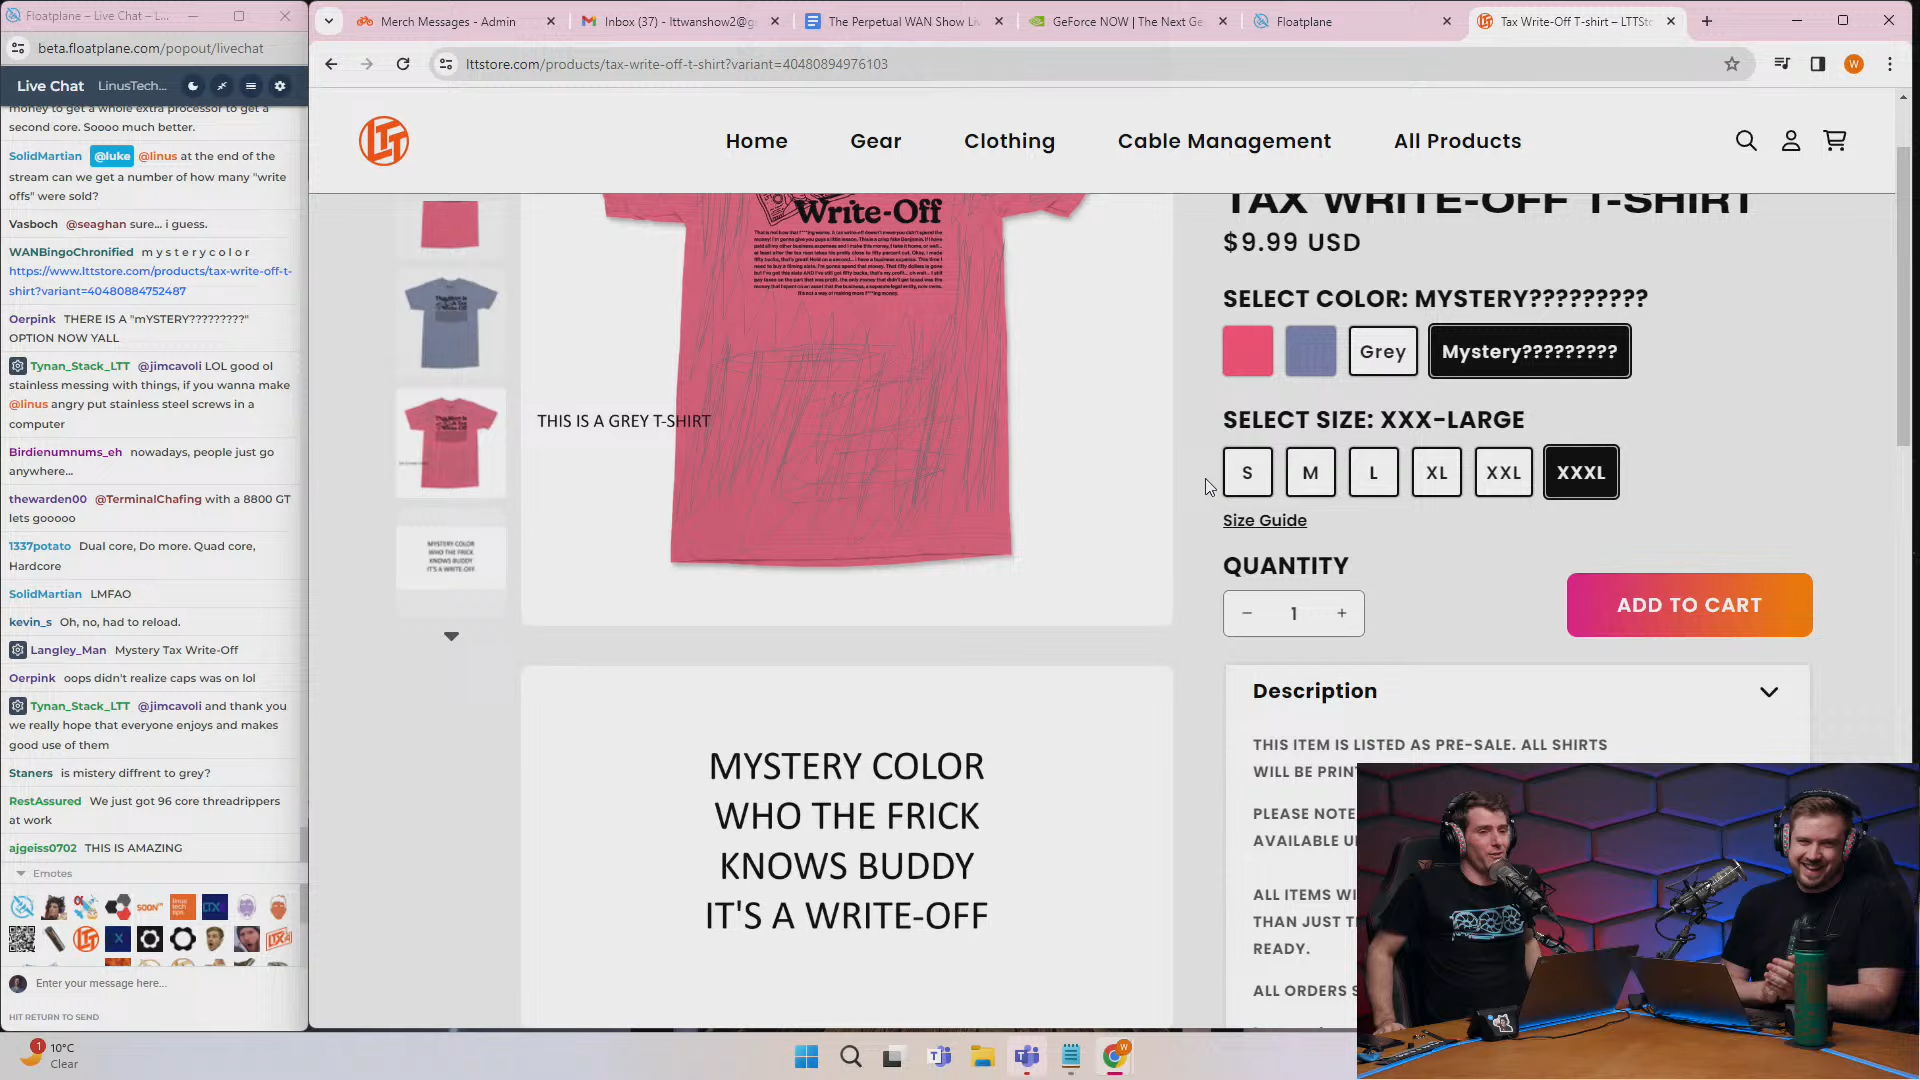 Floatplane – Live Chat – L...
beta.floatplane.com/popout/livechat
Live Chat
LinusTech...
money to get a whole extra processor to get a
second core. Soooo much better.
SolidMartian @luke @linus at the end of the
stream can we get a number of how many "write
offs" were sold?
Vasboch @seaghan sure... i guess.
WANBingoChronified m y s t e r y c o l o r
https://www.lttstore.com/products/tax-write-off-t-
shirt?variant=40480884752487
Oerpink THERE IS A "mYSTERY?????????"
OPTION NOW YALL
Tynan_Stack_LTT @jimcavoli LOL good ol
stainless messing with things, if you wanna make
@linus angry put stainless steel screws in a
computer
Birdienumnums_eh nowadays, people just go
anywhere...
thewarden00 @TerminalChafing with a 8800 GT
lets gooooo
1337potato Dual core, Do more. Quad core,
Hardcore
SolidMartian LMFAO
kevin_s Oh, no, had to reload.
Langley_Man Mystery Tax Write-Off
Oerpink oops didn't realize caps was on lol
Tynan_Stack_LTT @jimcavoli and thank you
we really hope that everyone enjoys and makes
good use of them
Staners is mistery diffrent to grey?
RestAssured We just got 96 core threadrippers
at work
ajgeiss0702 THIS IS AMAZING
Emotes
SOON
Enter your message here...
HIT RETURN TO SEND
Merch Messages - Admin
Inbox (37) - lttwanshow2@g
The Perpetual WAN Show Li
GeForce NOW | The Next Ge
Floatplane
Tax Write-Off T-shirt – LTTSto
lttstore.com/products/tax-write-off-t-shirt?variant=40480894976103
W
LTT
Home
Gear
Clothing
Cable Management
All Products
Write-Off
THIS IS A GREY T-SHIRT
MYSTERY COLOR
WHO THE FRICK
KNOWS BUDDY
IT'S A WRITE-OFF
TAX WRITE-OFF T-SHIRT
$9.99 USD
SELECT COLOR: MYSTERY?????????
Grey
Mystery?????????
SELECT SIZE: XXX-LARGE
S
M
L
XL
XXL
XXXL
Size Guide
QUANTITY
− 1 +
ADD TO CART
MYSTERY COLOR
WHO THE FRICK
KNOWS BUDDY
IT'S A WRITE-OFF
Description
THIS ITEM IS LISTED AS PRE-SALE. ALL SHIRTS
WILL BE PRIN
PLEASE NOTE
AVAILABLE U
ALL ITEMS WI
THAN JUST T
READY.
ALL ORDERS S
1
10°C
Clear